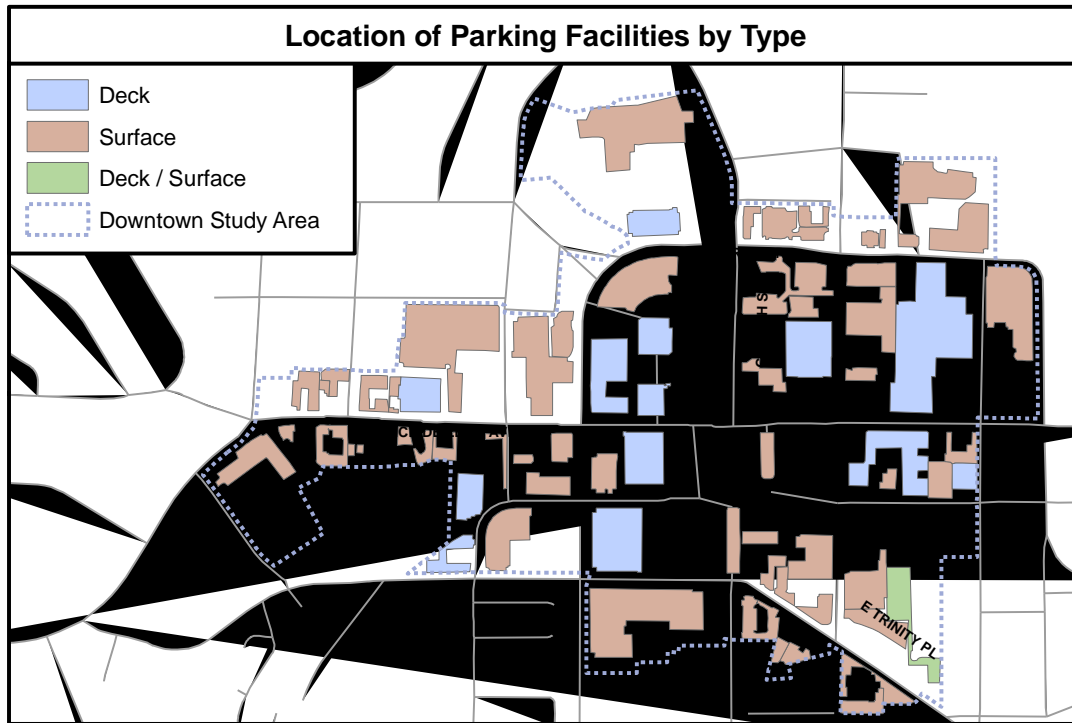 Location of Parking Facilities by Type
Deck
Surface
Deck / Surface
Downtown Study Area
E TRINITY PL